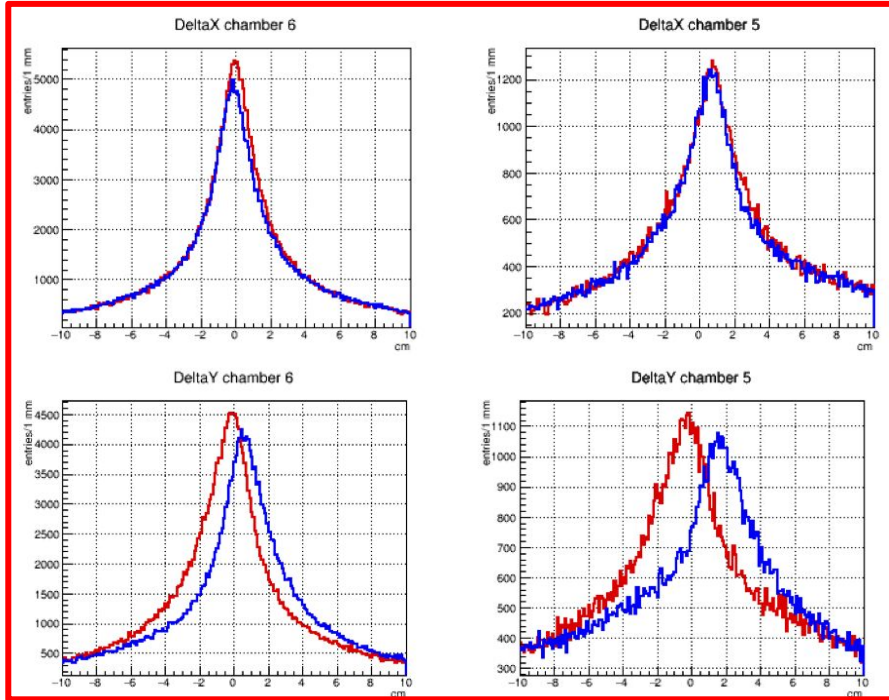 DeltaX chamber 6
entries/1 mm
5000
4000
3000
2000
1000
−10 −8 −6 −4 −2 0 2 4 6 8 10
cm
DeltaX chamber 5
entries/1 mm
1200
1000
800
600
400
200
−10 −8 −6 −4 −2 0 2 4 6 8 10
cm
DeltaY chamber 6
entries/1 mm
4500
4000
3500
3000
2500
2000
1500
1000
500
−10 −8 −6 −4 −2 0 2 4 6 8 10
cm
DeltaY chamber 5
entries/1 mm
1100
1000
900
800
700
600
500
400
300
−10 −8 −6 −4 −2 0 2 4 6 8 10
cm